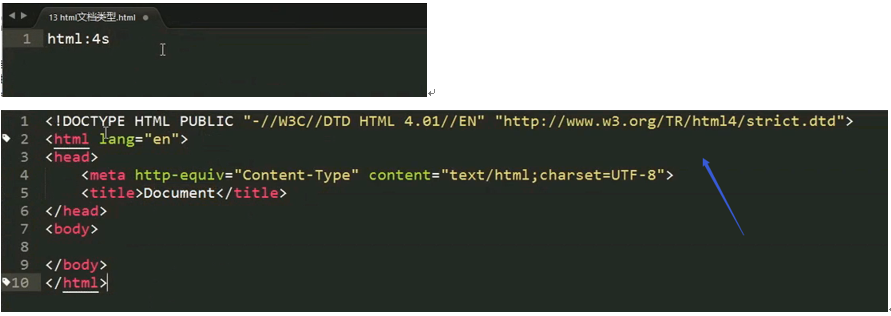 13 html文档类型.html
1 html:4s
1 <!DOCTYPE HTML PUBLIC "-//W3C//DTD HTML 4.01//EN" "http://www.w3.org/TR/html4/strict.dtd">
2 <html lang="en">
3 <head>
4 <meta http-equiv="Content-Type" content="text/html;charset=UTF-8">
5 <title>Document</title>
6 </head>
7 <body>
8
9 </body>
10 </html>